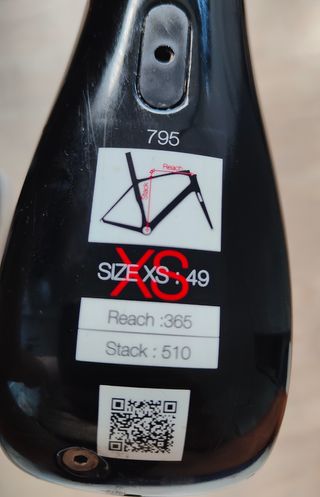 795
Reach
Stack
SIZE XS : 49
XS
Reach :365
Stack : 510